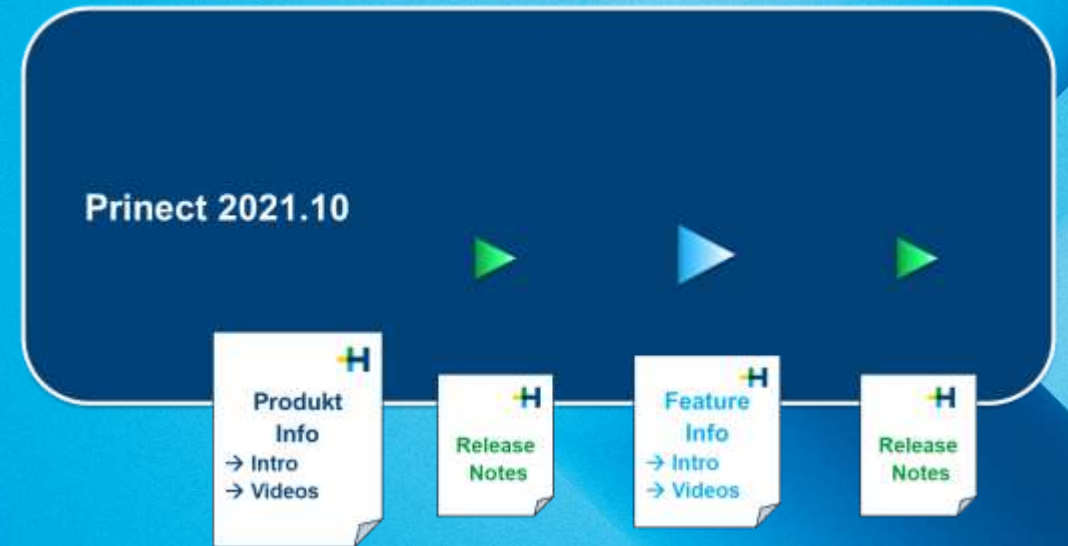 Prinect 2021.10
Produkt
Info
→ Intro
→ Videos
Release
Notes
Feature
Info
→ Intro
→ Videos
Release
Notes